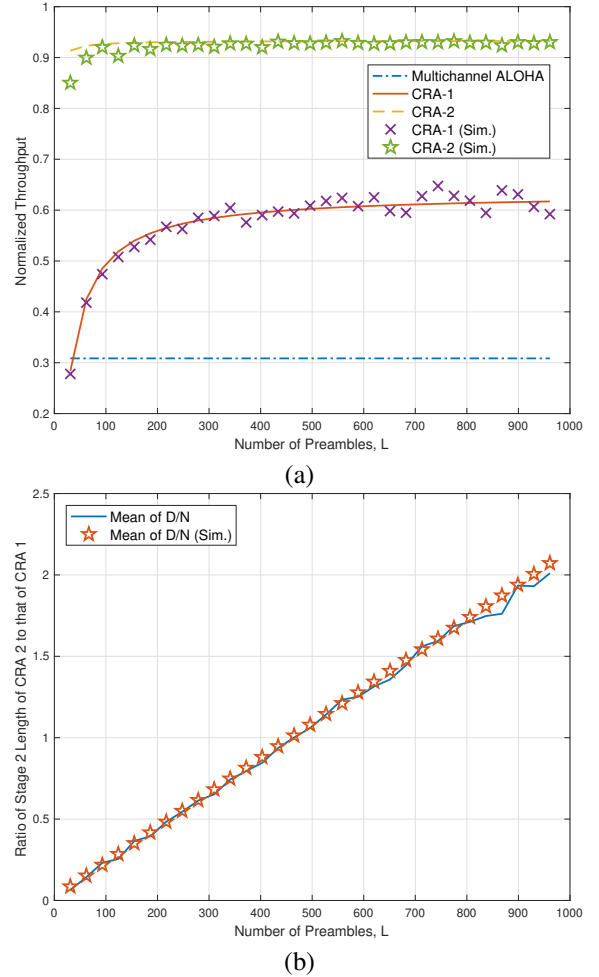 1
0.9
0.8
0.7
0.6
0.5
0.4
0.3
0.2
Normalized Throughput
Multichannel ALOHA
CRA-1
CRA-2
CRA-1 (Sim.)
CRA-2 (Sim.)
0 100 200 300 400 500 600 700 800 900 1000
Number of Preambles, L
(a)
2.5
2
1.5
1
0.5
0
Ratio of Stage 2 Length of CRA 2 to that of CRA 1
Mean of D/N
Mean of D/N (Sim.)
0 100 200 300 400 500 600 700 800 900 1000
Number of Preambles, L
(b)